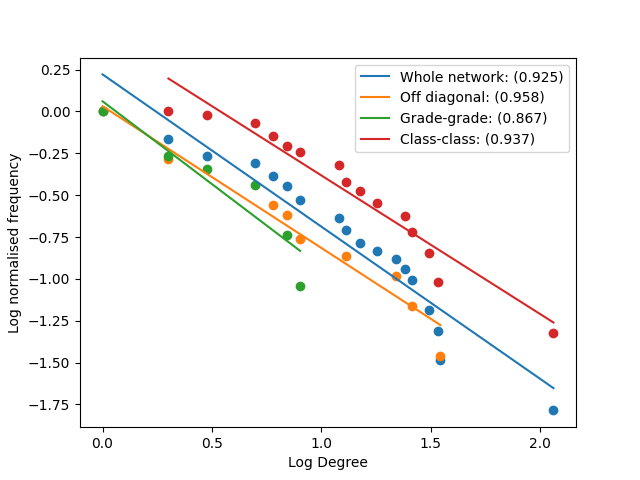 0.25
0.00
−0.25
−0.50
−0.75
−1.00
−1.25
−1.50
−1.75
Log normalised frequency
Whole network: (0.925)
Off diagonal: (0.958)
Grade-grade: (0.867)
Class-class: (0.937)
0.0 0.5 1.0 1.5 2.0
Log Degree